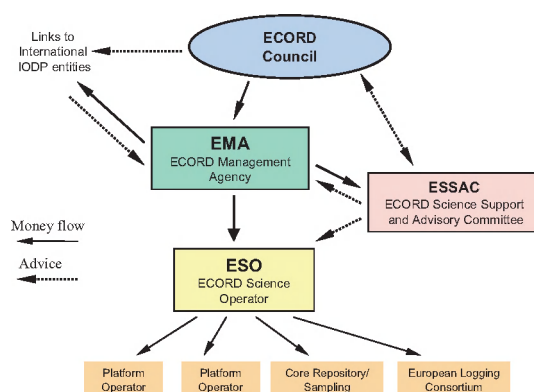 Links to
International
IODP entities
ECORD
Council
EMA
ECORD Management
Agency
ESSAC
ECORD Science Support
and Advisory Committee
Money flow
Advice
ESO
ECORD Science
Operator
Platform
Operator
Platform
Operator
Core Repository/
Sampling
European Logging
Consortium